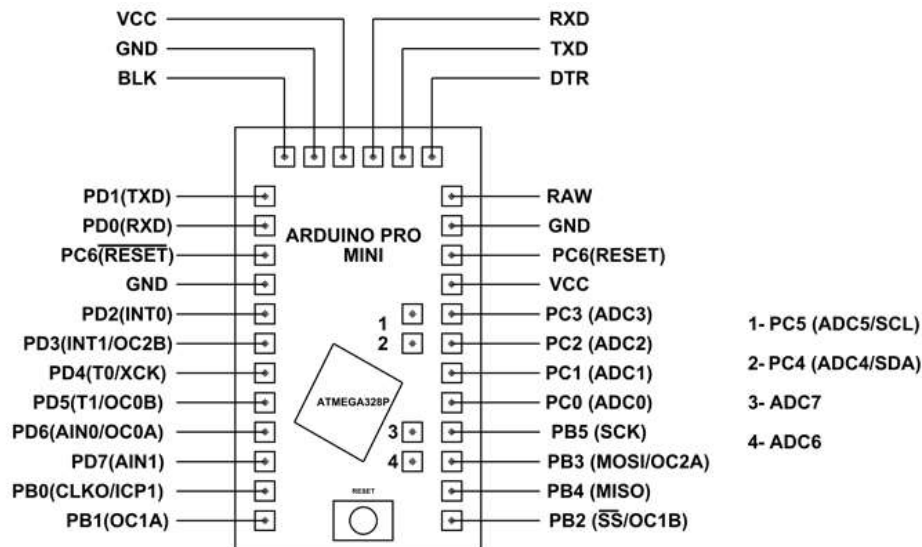 VCC
GND
BLK
RXD
TXD
DTR
PD1(TXD)
PD0(RXD)
PC6(RESET)
GND
PD2(INT0)
PD3(INT1/OC2B)
PD4(T0/XCK)
PD5(T1/OC0B)
PD6(AIN0/OC0A)
PD7(AIN1)
PB0(CLKO/ICP1)
PB1(OC1A)
ARDUINO PRO
MINI
1
2
ATMEGA328P
3
4
RESET
RAW
GND
PC6(RESET)
VCC
PC3 (ADC3)
PC2 (ADC2)
PC1 (ADC1)
PC0 (ADC0)
PB5 (SCK)
PB3 (MOSI/OC2A)
PB4 (MISO)
PB2 (SS/OC1B)
1- PC5 (ADC5/SCL)
2- PC4 (ADC4/SDA)
3- ADC7
4- ADC6